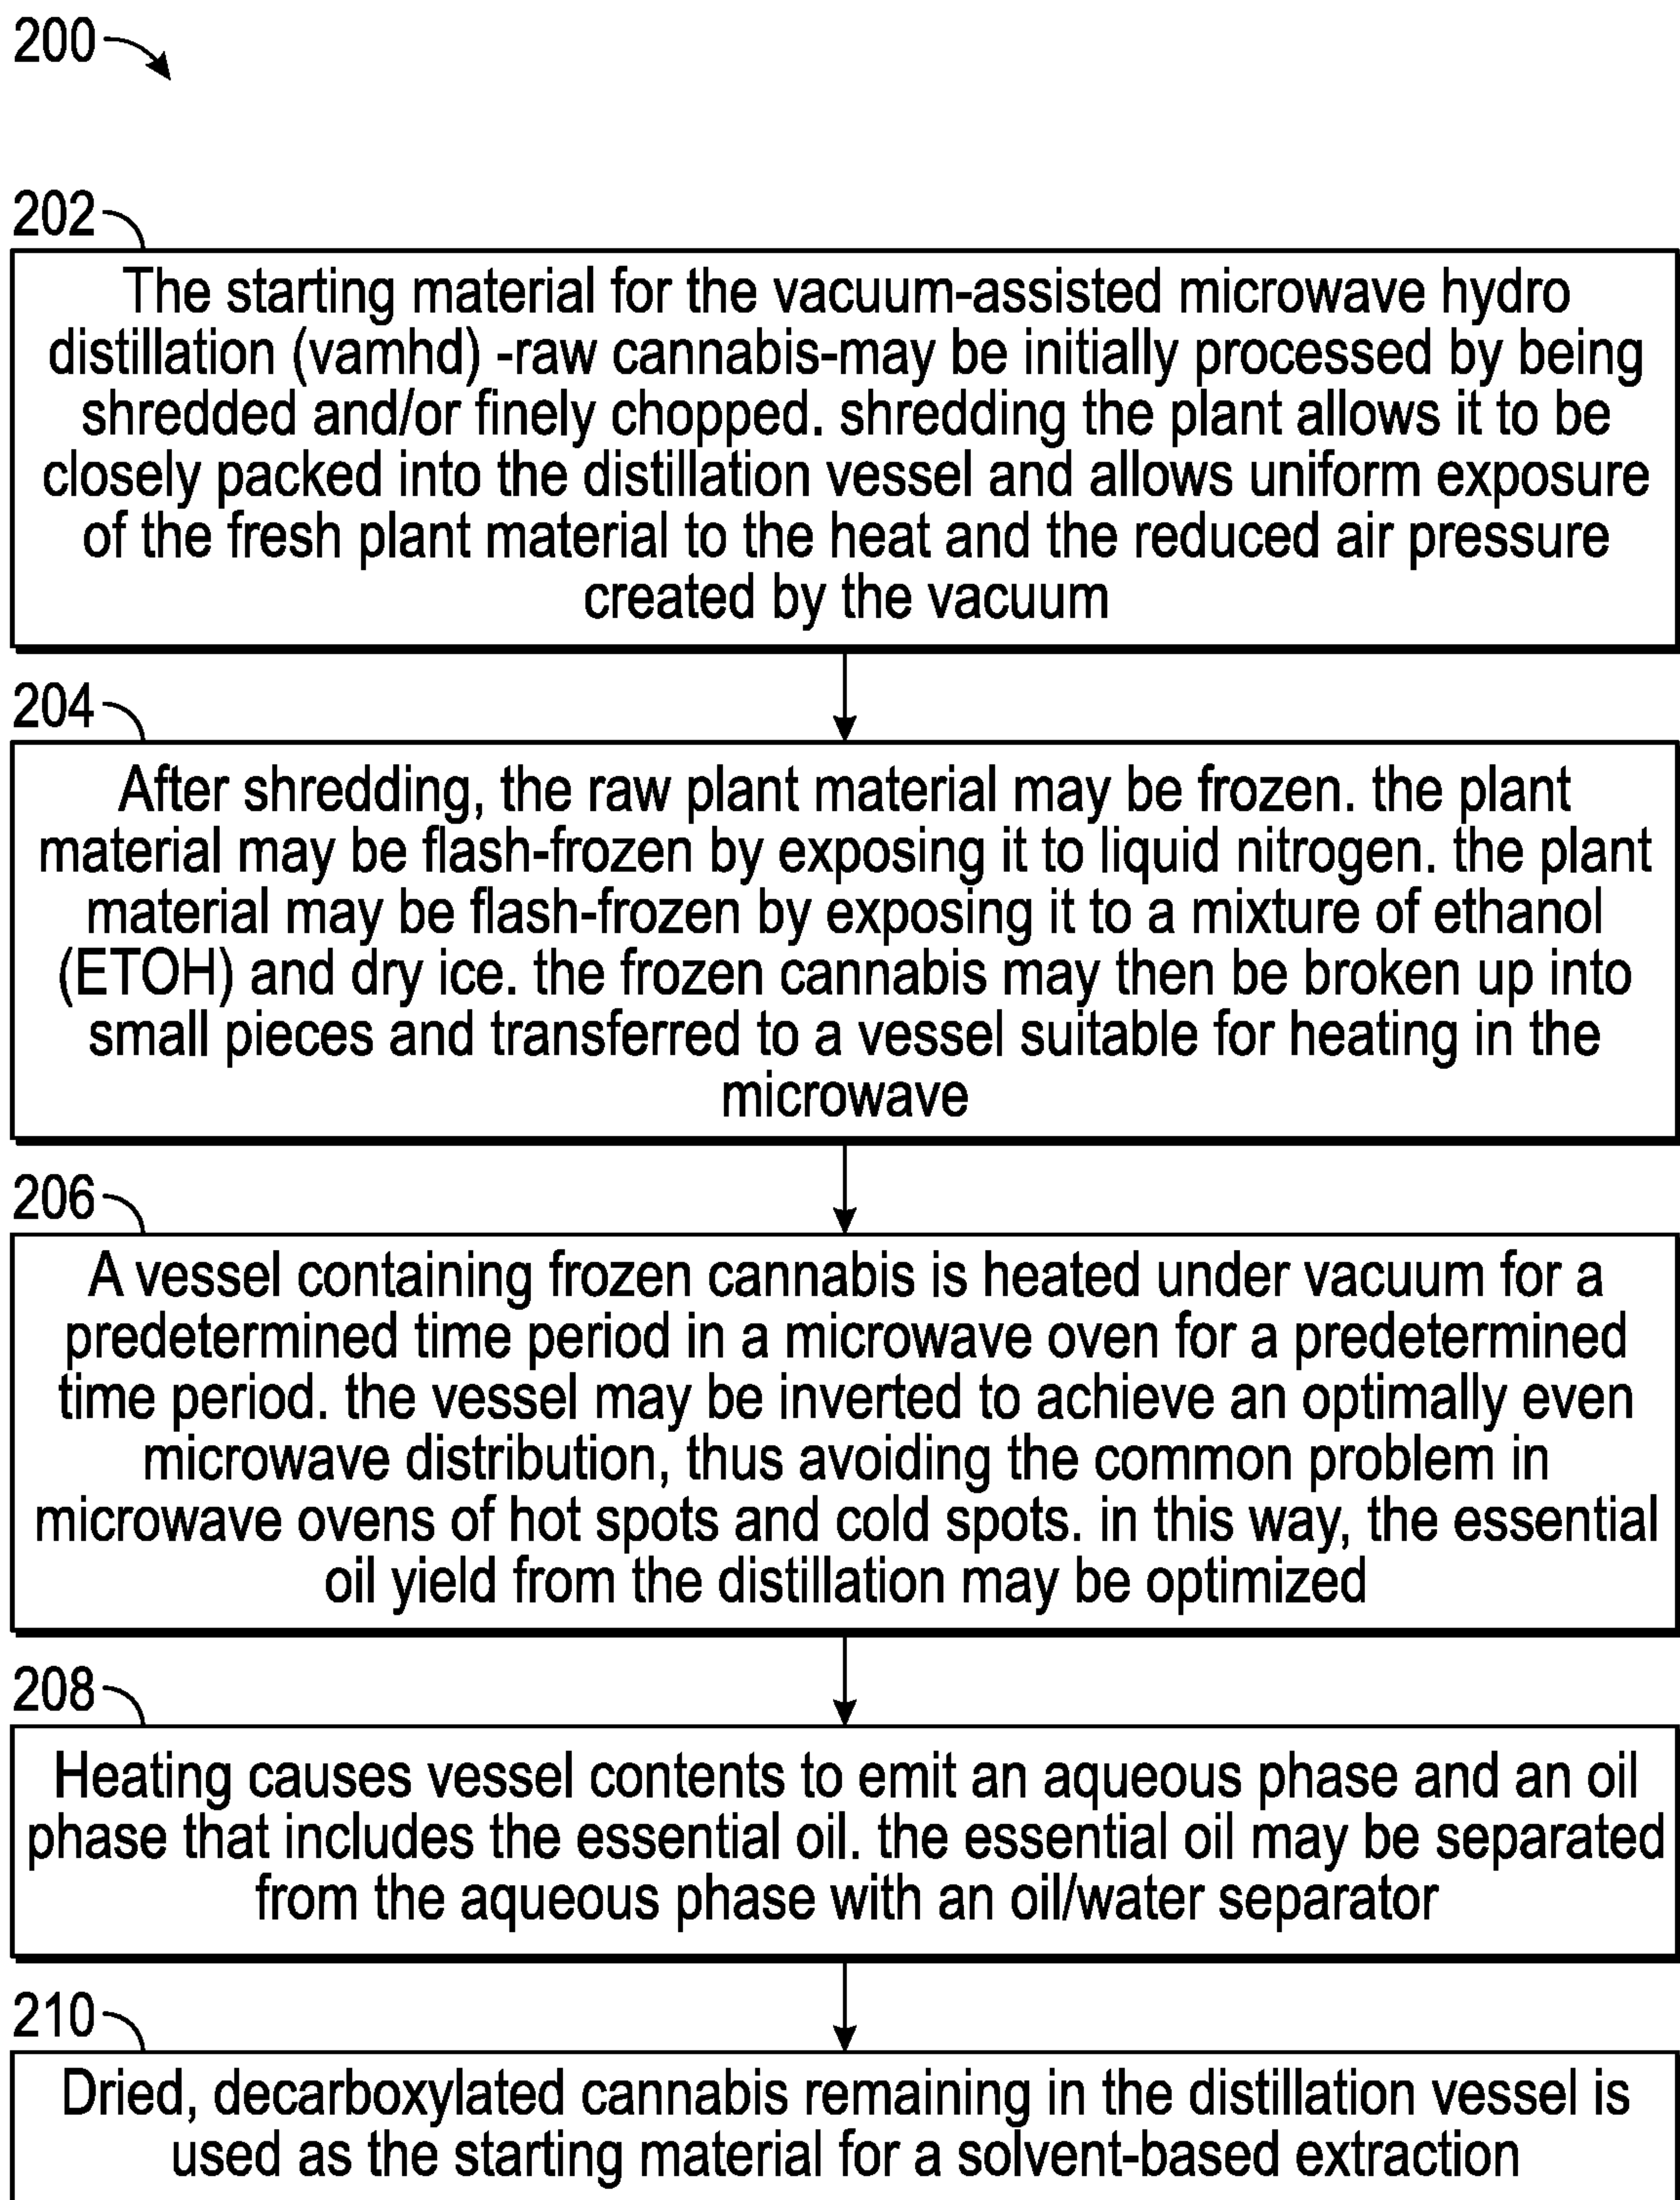 200
202
The starting material for the vacuum-assisted microwave hydro
distillation (vamhd) -raw cannabis-may be initially processed by being
shredded and/or finely chopped. shredding the plant allows it to be
closely packed into the distillation vessel and allows uniform exposure
of the fresh plant material to the heat and the reduced air pressure
created by the vacuum
204
After shredding, the raw plant material may be frozen. the plant
material may be flash-frozen by exposing it to liquid nitrogen. the plant
material may be flash-frozen by exposing it to a mixture of ethanol
(ETOH) and dry ice. the frozen cannabis may then be broken up into
small pieces and transferred to a vessel suitable for heating in the
microwave
206
A vessel containing frozen cannabis is heated under vacuum for a
predetermined time period in a microwave oven for a predetermined
time period. the vessel may be inverted to achieve an optimally even
microwave distribution, thus avoiding the common problem in
microwave ovens of hot spots and cold spots. in this way, the essential
oil yield from the distillation may be optimized
208
Heating causes vessel contents to emit an aqueous phase and an oil
phase that includes the essential oil. the essential oil may be separated
from the aqueous phase with an oil/water separator
210
Dried, decarboxylated cannabis remaining in the distillation vessel is
used as the starting material for a solvent-based extraction